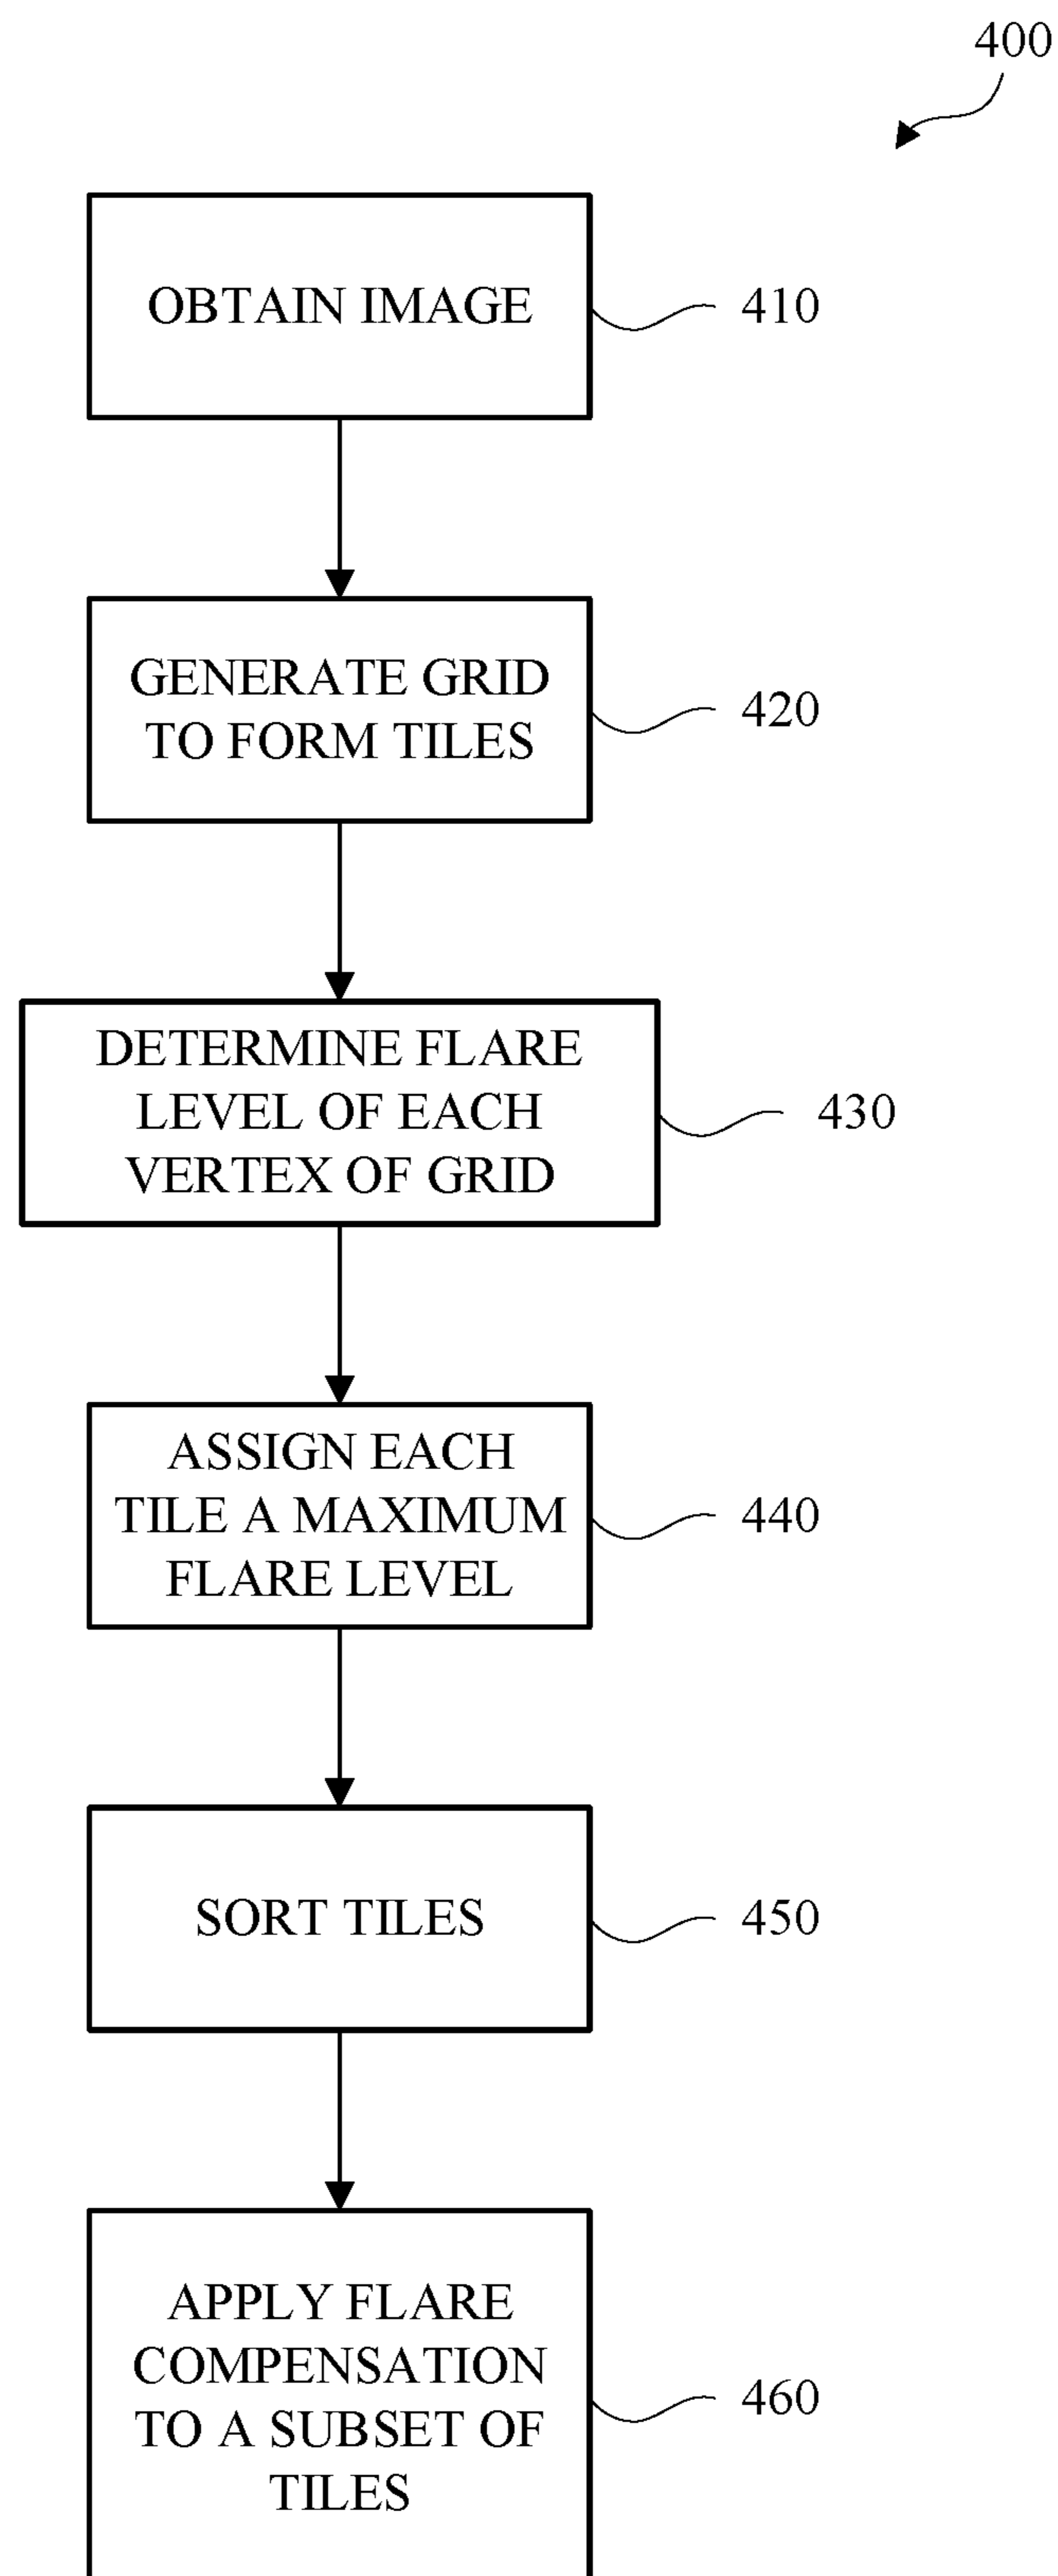 400
OBTAIN IMAGE
410
GENERATE GRID
TO FORM TILES
420
DETERMINE FLARE
LEVEL OF EACH
VERTEX OF GRID
430
ASSIGN EACH
TILE A MAXIMUM
FLARE LEVEL
440
SORT TILES
450
APPLY FLARE
COMPENSATION
TO A SUBSET OF
TILES
460